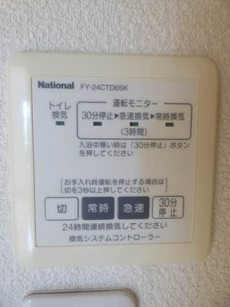 National FY-24CTD6SK
トイレ
換気
運転モニター
30分停止▶急速換気▶常時換気
(3時間)
入浴中寒い時は「30分停止」ボタン
を押してください
お手入れ時運転を停止する場合は
切を3秒以上押してください
切 常時 急速 30分
停止
24時間連続換気してください
換気システムコントローラー